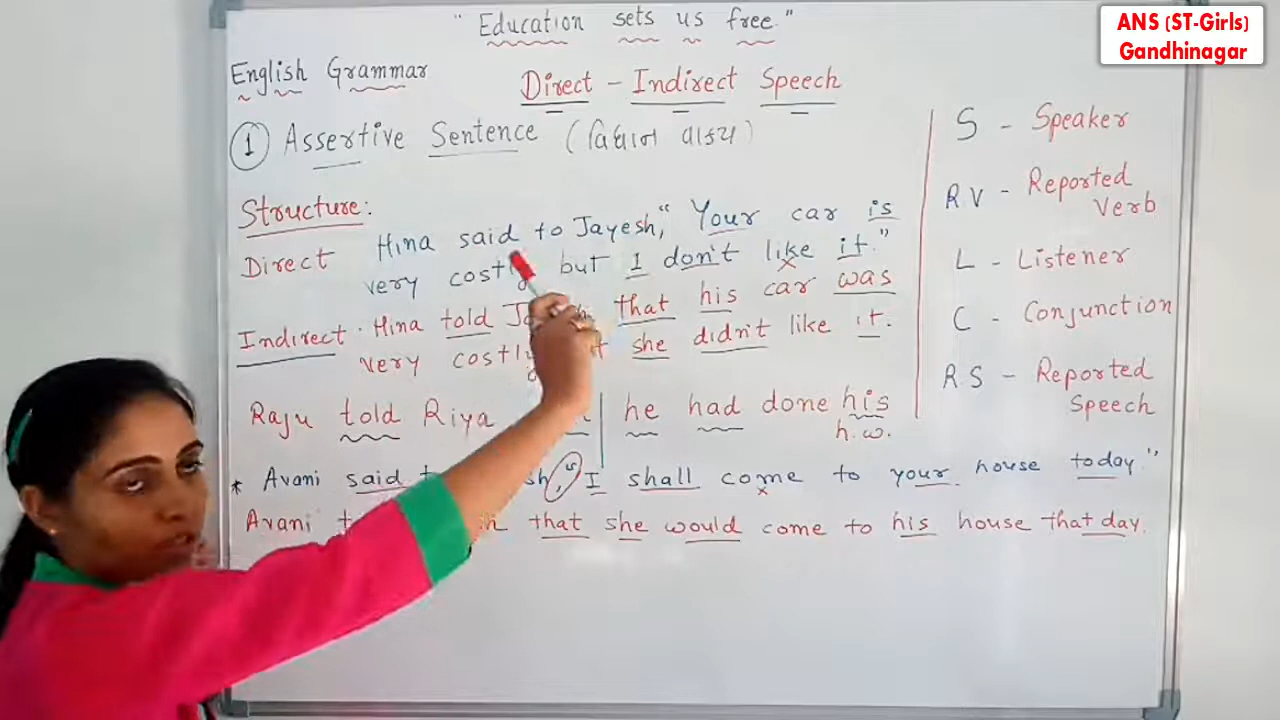 ANS (ST-Girls)
Gandhinagar
"Education sets us free."
English Grammar
Direct - Indirect Speech
① Assertive Sentence (વિધાન વાક્ય)
Structure:
Direct Hina said to Jayesh, "Your car is
very costly but I don't like it."
Indirect. Hina told that his car was
very costly she didn't like it.
Raju told Riya he had done his
h.w.
* Avani said I shall come to your house today."
Avani that she would come to his house that day.
S - Speaker
RV - Reported
Verb
L - Listener
C - Conjunction
RS - Reported
Speech